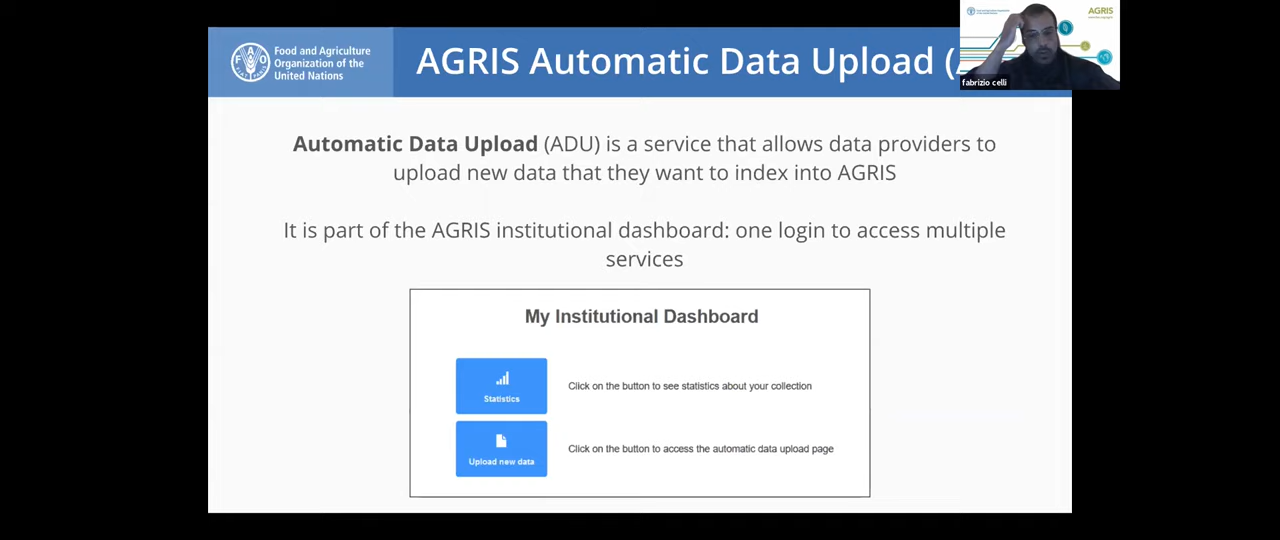 Food and Agriculture
Organization of the
United Nations
AGRIS Automatic Data Upload (
AGRIS
fabrizio celli
Automatic Data Upload (ADU) is a service that allows data providers to
upload new data that they want to index into AGRIS
It is part of the AGRIS institutional dashboard: one login to access multiple
services
My Institutional Dashboard
Statistics
Click on the button to see statistics about your collection
Upload new data
Click on the button to access the automatic data upload page